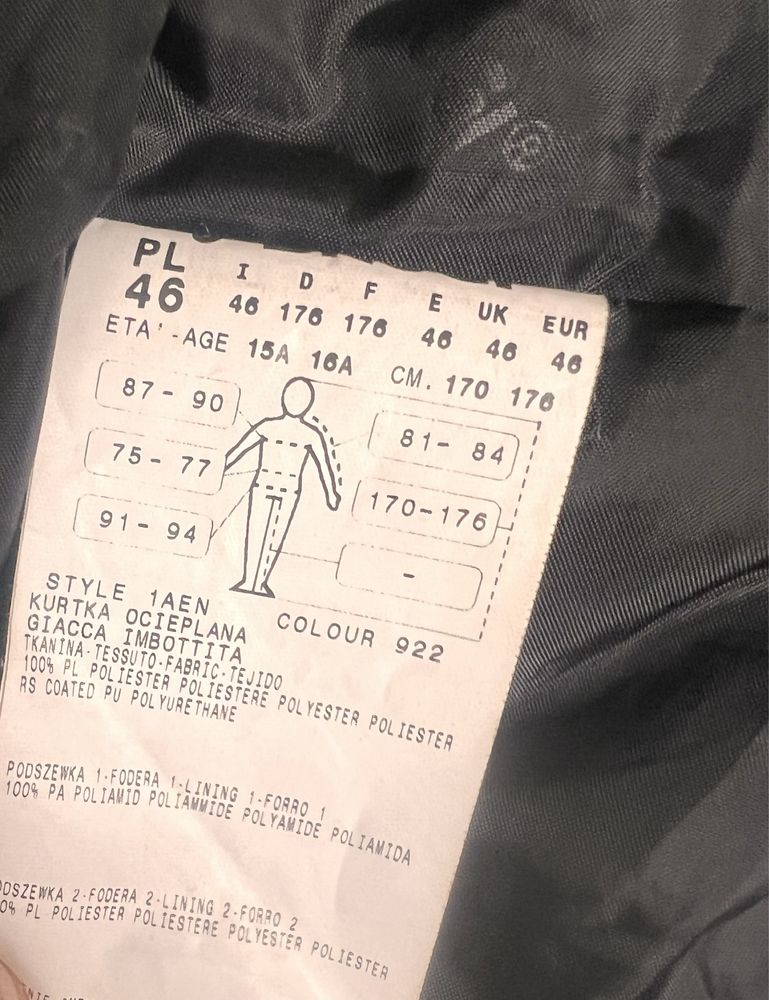 PL I D F E UK EUR
46 46 176 176 46 46 46
ETA'-AGE 15A 16A CM. 170 176
87-90
81-84
75-77
170-176
91-94
-
STYLE 1AEN COLOUR 922
KURTKA OCIEPLANA
GIACCA IMBOTTITA
TKANINA-TESSUTO-FABRIC-TEJIDO
100% PL POLIESTER POLIESTERE POLYESTER POLIESTER
RS COATED PU POLYURETHANE
PODSZEWKA 1-FODERA 1-LINING 1-FORRO 1
100% PA POLIAMID POLIAMMIDE POLYAMIDE POLIAMIDA
2-FODERA 2-LINING 2-FORRO 2
PL POLIESTER POLIESTERE POLYESTER POLIESTER